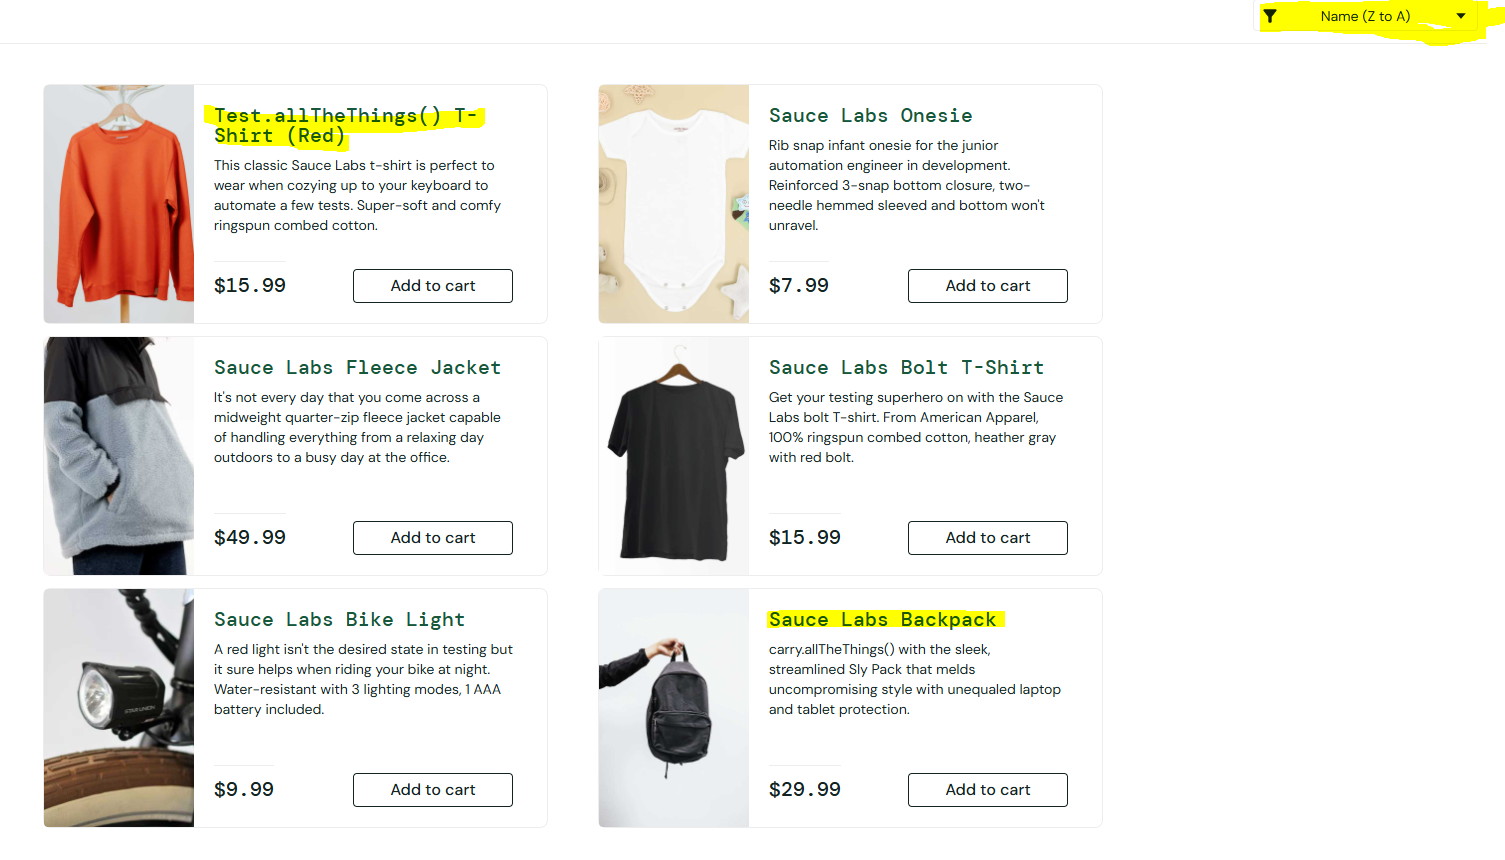 Name (Z to A)
Test.allTheThings() T-
Shirt (Red)
This classic Sauce Labs t-shirt is perfect to
wear when cozying up to your keyboard to
automate a few tests. Super-soft and comfy
ringspun combed cotton.
$15.99
Add to cart
Sauce Labs Onesie
Rib snap infant onesie for the junior
automation engineer in development.
Reinforced 3-snap bottom closure, two-
needle hemmed sleeved and bottom won't
unravel.
$7.99
Add to cart
Sauce Labs Fleece Jacket
It's not every day that you come across a
midweight quarter-zip fleece jacket capable
of handling everything from a relaxing day
outdoors to a busy day at the office.
$49.99
Add to cart
Sauce Labs Bolt T-Shirt
Get your testing superhero on with the Sauce
Labs bolt T-shirt. From American Apparel,
100% ringspun combed cotton, heather gray
with red bolt.
$15.99
Add to cart
Sauce Labs Bike Light
A red light isn't the desired state in testing but
it sure helps when riding your bike at night.
Water-resistant with 3 lighting modes, 1 AAA
battery included.
$9.99
Add to cart
Sauce Labs Backpack
carry.allTheThings() with the sleek,
streamlined Sly Pack that melds
uncompromising style with unequaled laptop
and tablet protection.
$29.99
Add to cart